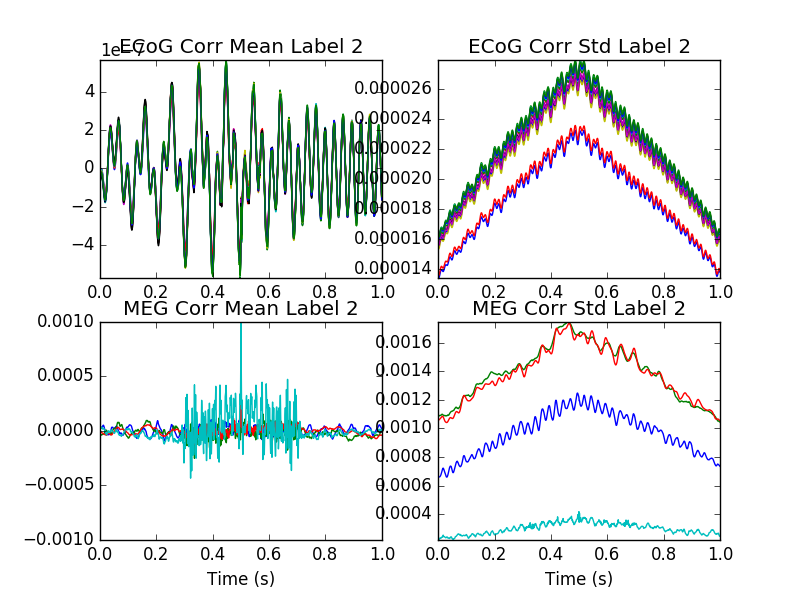 ECoG Corr Mean Label 2
1e−7
4
2
0
−2
−4
0.0 0.2 0.4 0.6 0.8 1.0
ECoG Corr Std Label 2
0.000026
0.000024
0.000022
0.000020
0.000018
0.000016
0.000014
0.0 0.2 0.4 0.6 0.8 1.0
MEG Corr Mean Label 2
0.0010
0.0005
0.0000
−0.0005
−0.0010
0.0 0.2 0.4 0.6 0.8 1.0
Time (s)
MEG Corr Std Label 2
0.0016
0.0014
0.0012
0.0010
0.0008
0.0006
0.0004
0.0 0.2 0.4 0.6 0.8 1.0
Time (s)